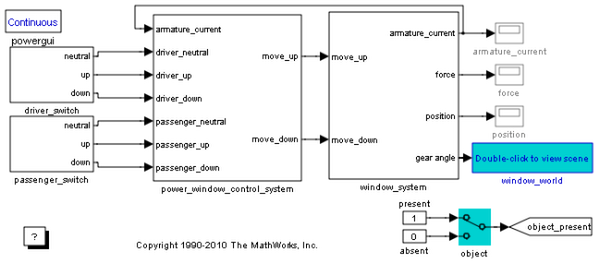 Continuous
powergui
neutral
up
down
driver_switch
neutral
up
down
passenger_switch
armature_current
driver_neutral
driver_up
driver_down
passenger_neutral
passenger_up
passenger_down
move_up
move_down
power_window_control_system
move_up
move_down
armature_current
force
position
gear angle
window_system
armature_current
force
position
Double-click to view scene
window_world
present
1
0
absent
object
object_present
?
Copyright 1990-2010 The MathWorks, Inc.